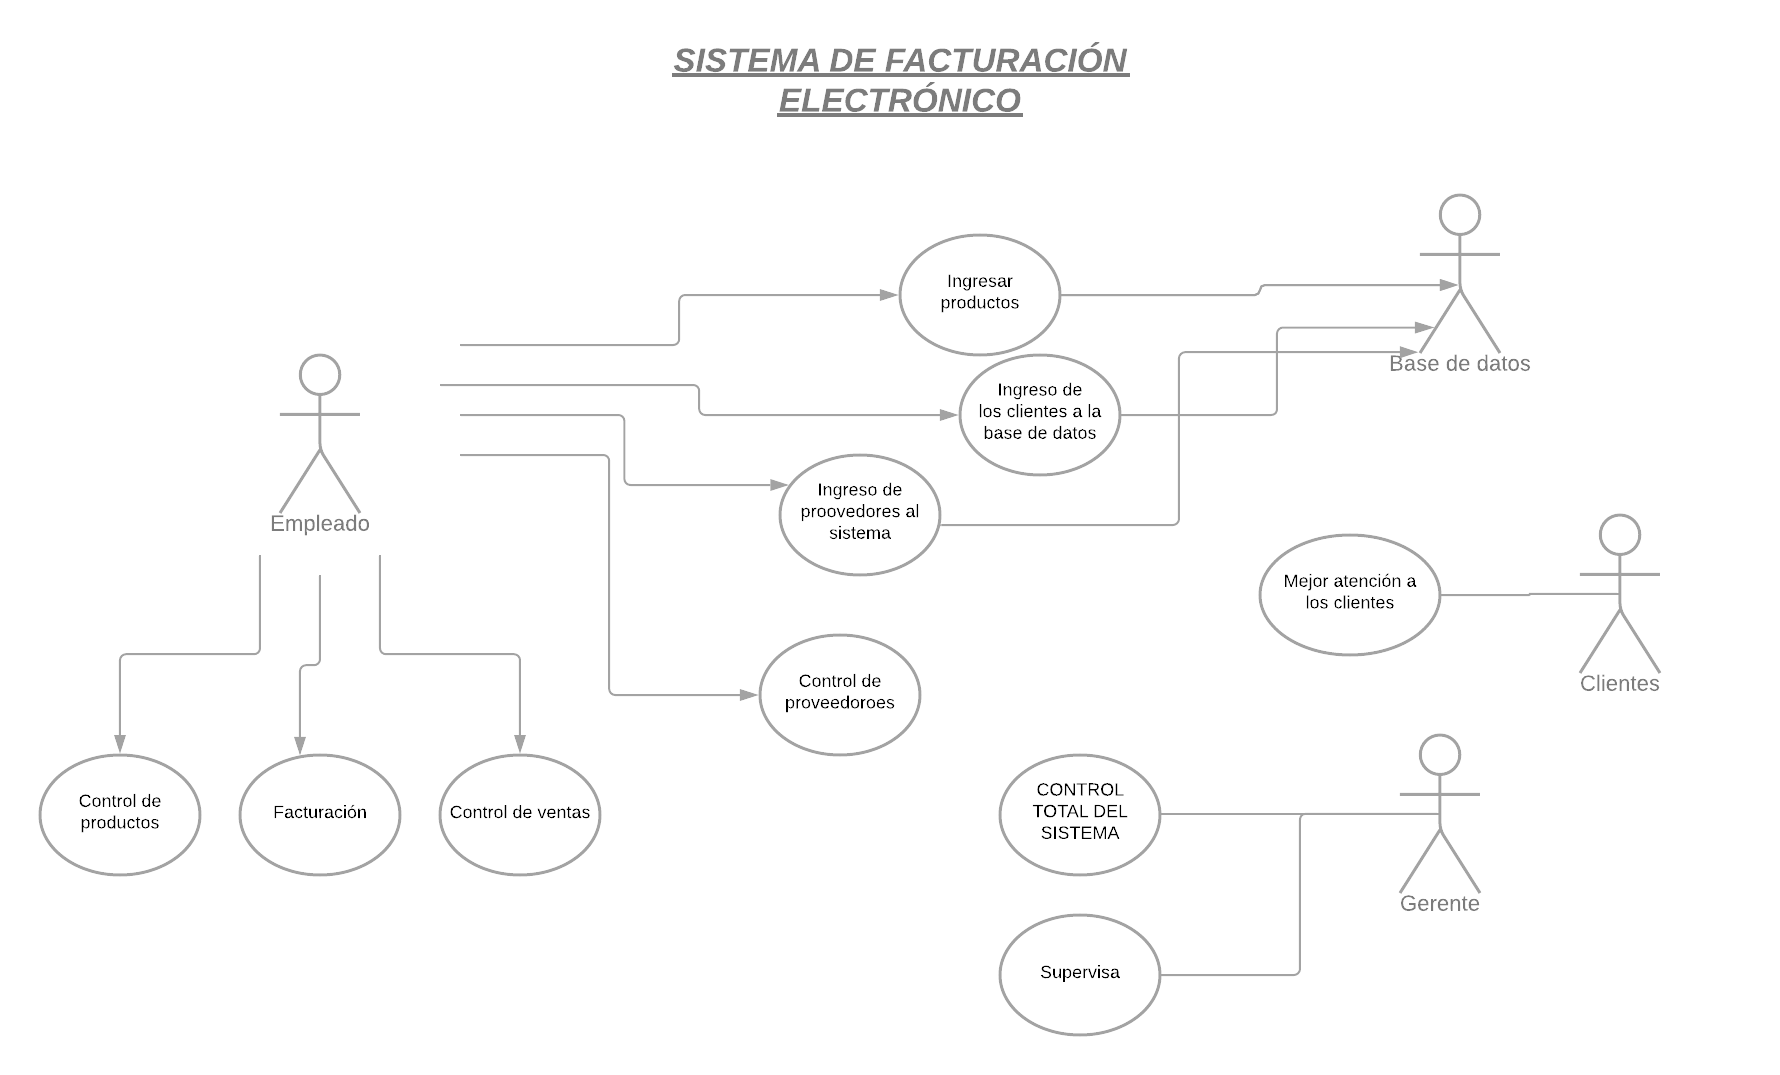 SISTEMA DE FACTURACIÓN
ELECTRÓNICO
Ingresar
productos
Base de datos
Ingreso de
los clientes a la
base de datos
Empleado
Ingreso de
proovedores al
sistema
Mejor atención a
los clientes
Clientes
Control de
proveedoroes
Control de
productos
Facturación
Control de ventas
CONTROL
TOTAL DEL
SISTEMA
Gerente
Supervisa